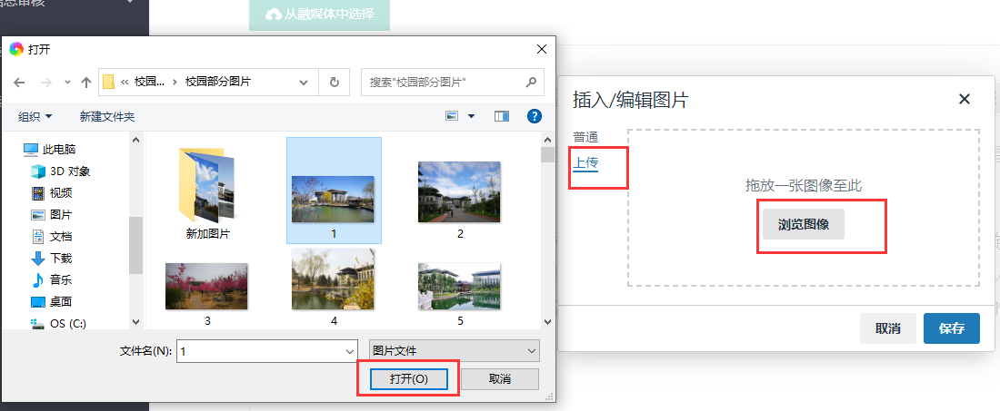 信息审核
从融媒体中选择
打开
« 校园... › 校园部分图片
搜索"校园部分图片"
组织
新建文件夹
此电脑
3D 对象
视频
图片
文档
下载
音乐
桌面
OS (C:)
新加图片
1
2
3
4
5
文件名(N):
1
图片文件
打开(O)
取消
插入/编辑图片
普通
上传
拖放一张图像至此
浏览图像
取消
保存